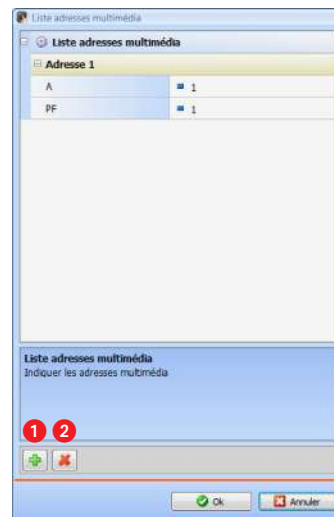 Liste adresses multimédia
Liste adresses multimédia
Adresse 1
A 1
PF 1
Liste adresses multimédia
Indiquer les adresses multimédia
1 2
Ok Annuler